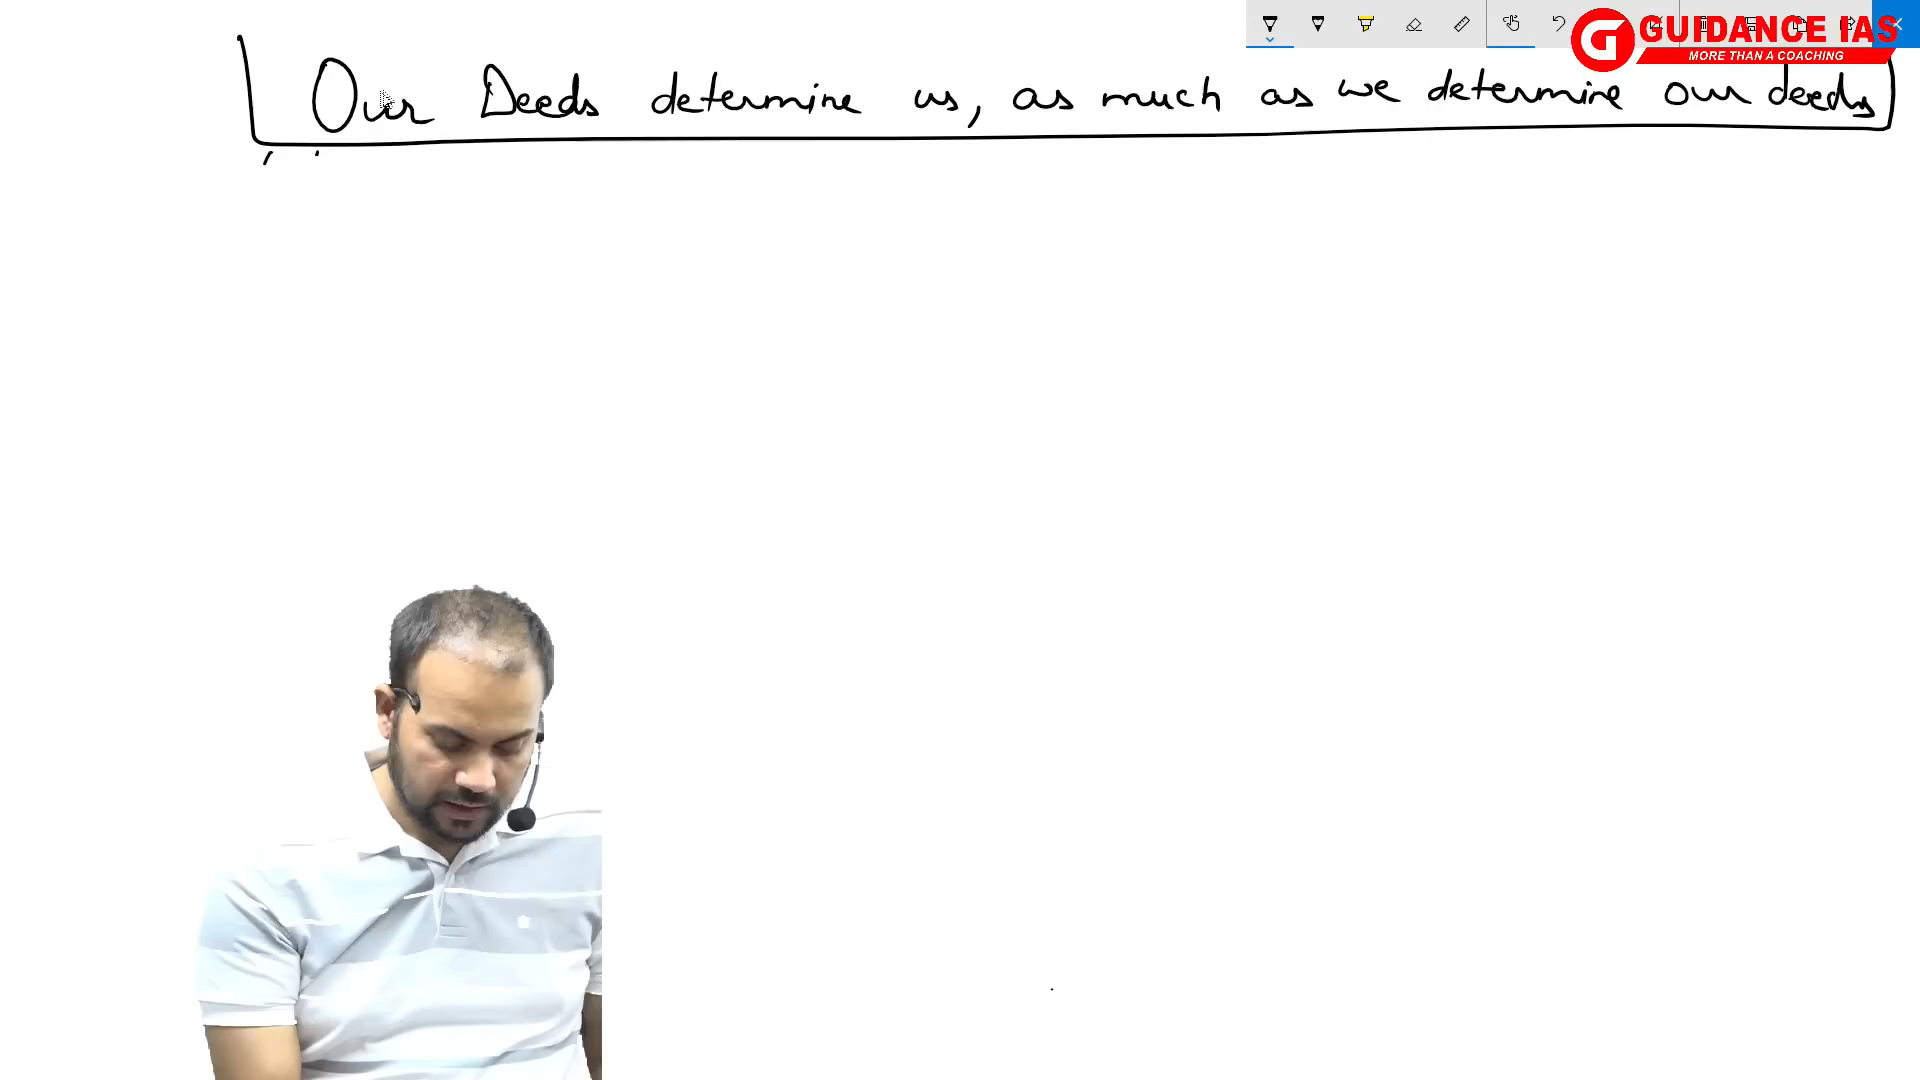 GUIDANCE IAS
MORE THAN A COACHING
Our Deeds determine us, as much as we determine our deeds